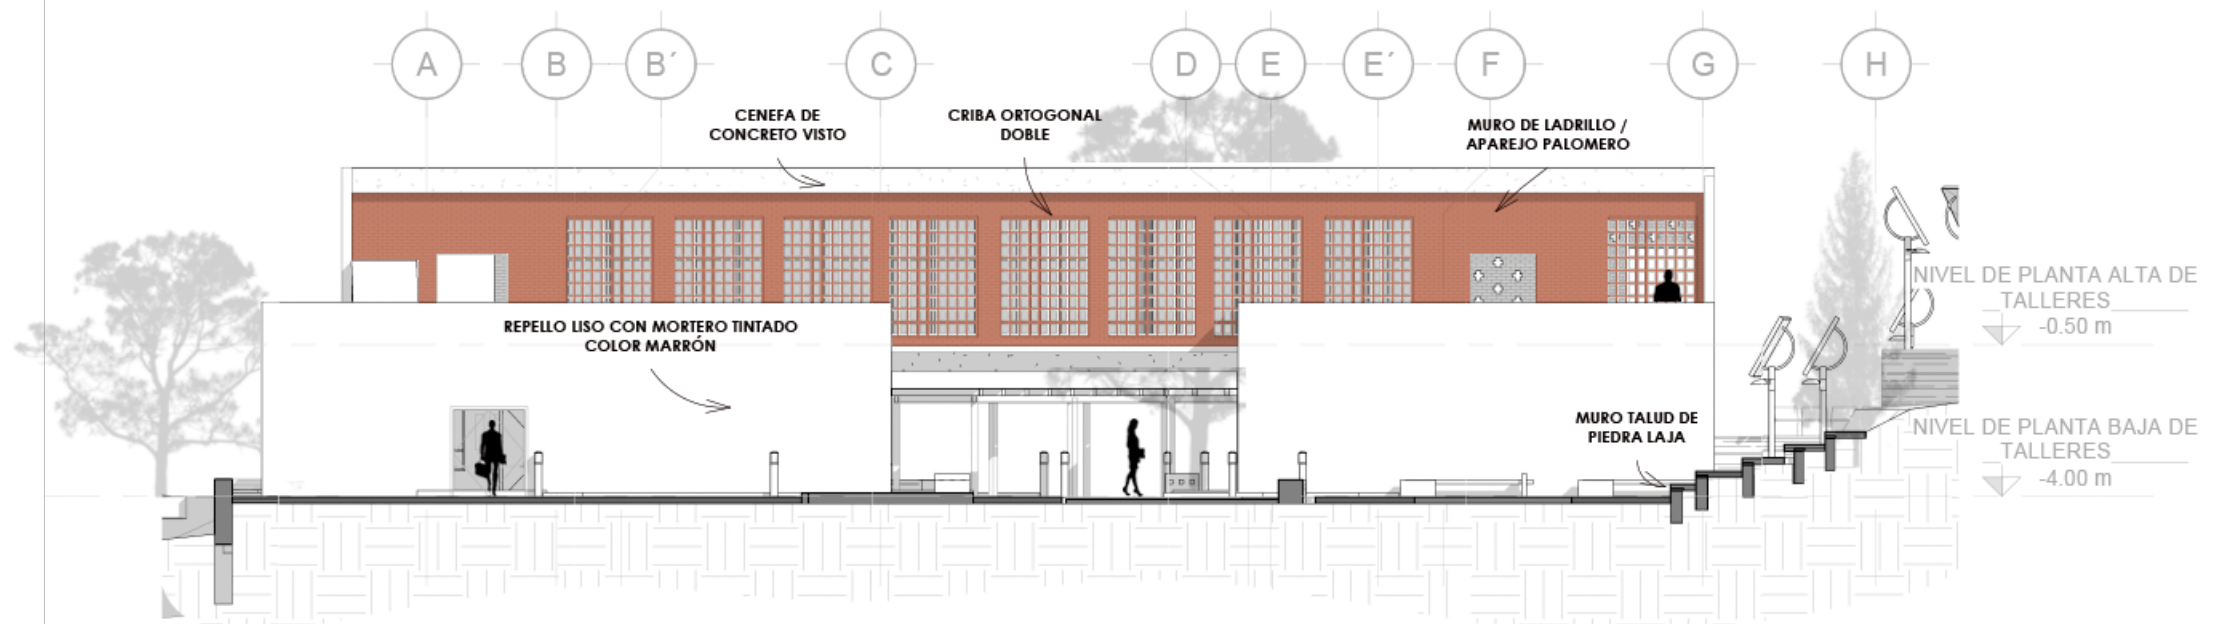 A B B´ C D E E´ F G H
CENEFA DE
CONCRETO VISTO
CRIBA ORTOGONAL
DOBLE
MURO DE LADRILLO /
APAREJO PALOMERO
REPELLO LISO CON MORTERO TINTADO
COLOR MARRÓN
NIVEL DE PLANTA ALTA DE
TALLERES
-0.50 m
MURO TALUD DE
PIEDRA LAJA
NIVEL DE PLANTA BAJA DE
TALLERES
-4.00 m